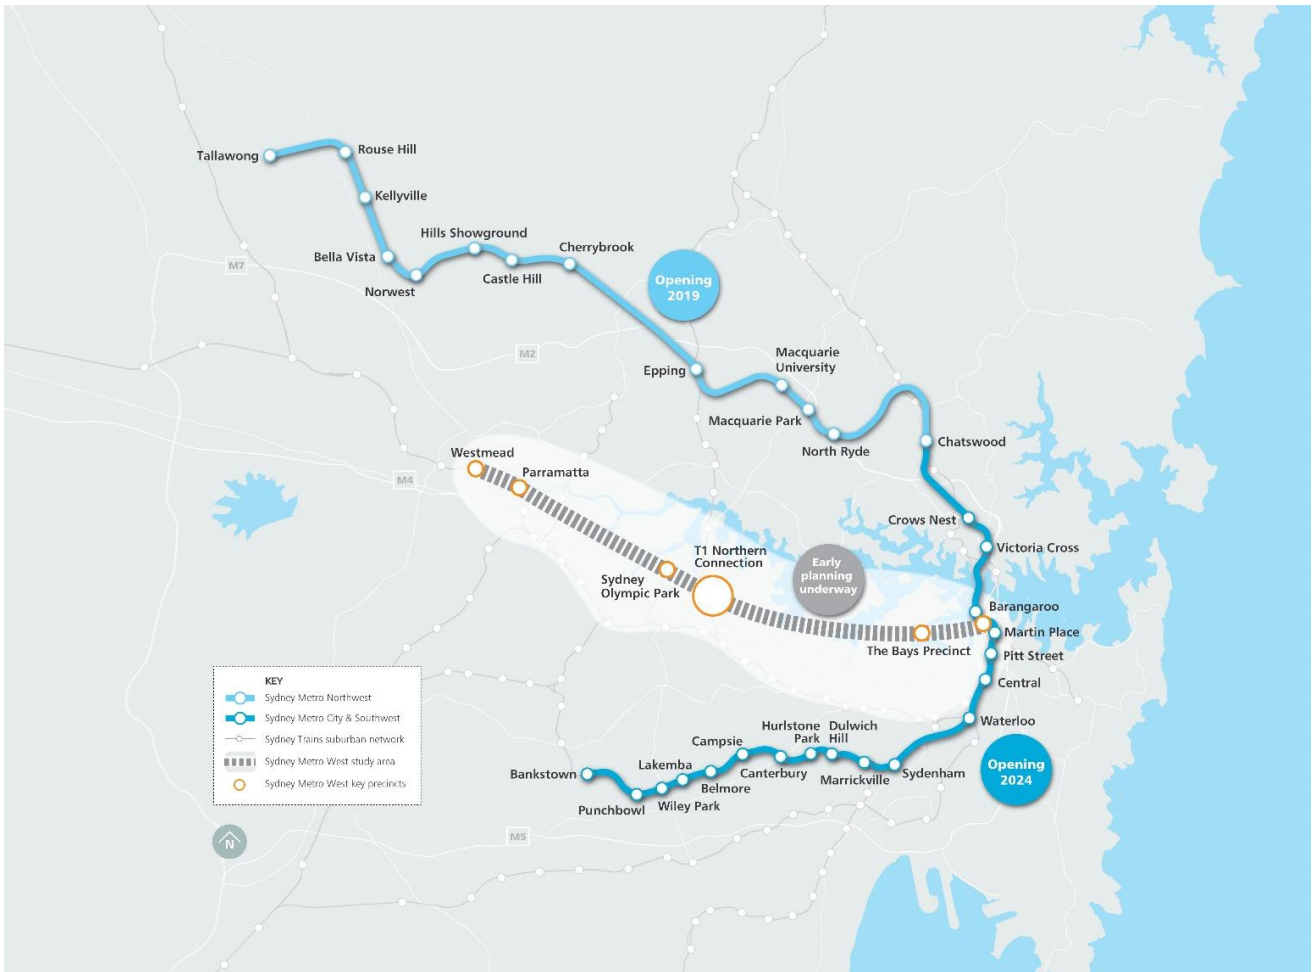 Tallawong
Rouse Hill
Kellyville
Hills Showground
Cherrybrook
Bella Vista
M7
Norwest
Castle Hill
Opening
2019
M2
Epping
Macquarie
University
Macquarie Park
North Ryde
Chatswood
Westmead
Parramatta
M4
Crows Nest
Victoria Cross
T1 Northern
Connection
Early
planning
underway
Sydney
Olympic Park
Barangaroo
Martin Place
The Bays Precinct
Pitt Street
Central
Waterloo
KEY
Sydney Metro Northwest
Sydney Metro City & Southwest
Sydney Trains suburban network
Sydney Metro West study area
Sydney Metro West key precincts
Hurlstone
Park
Dulwich
Hill
Campsie
Lakemba
Bankstown
Canterbury
Marrickville
Sydenham
Belmore
Wiley Park
Punchbowl
Opening
2024
M5
N